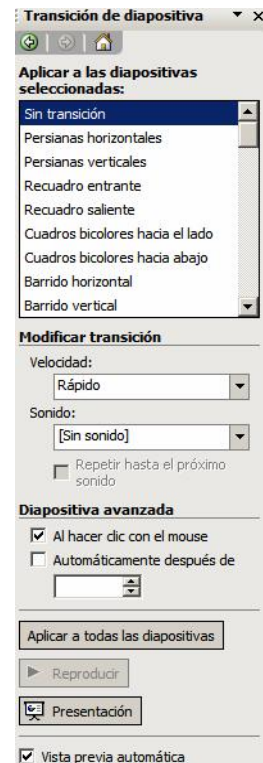 Transición de diapositiva
Aplicar a las diapositivas
seleccionadas:
Sin transición
Persianas horizontales
Persianas verticales
Recuadro entrante
Recuadro saliente
Cuadros bicolores hacia el lado
Cuadros bicolores hacia abajo
Barrido horizontal
Barrido vertical
Modificar transición
Velocidad:
Rápido
Sonido:
[Sin sonido]
Repetir hasta el próximo
sonido
Diapositiva avanzada
Al hacer clic con el mouse
Automáticamente después de
Aplicar a todas las diapositivas
Reproducir
Presentación
Vista previa automática